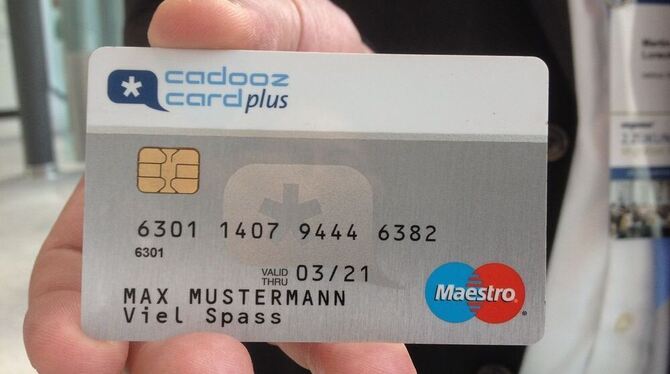 cadooz
card plus
6301 1407 9444 6382
6301
VALID
THRU 03/21
MAX MUSTERMANN
Viel Spass
Maestro